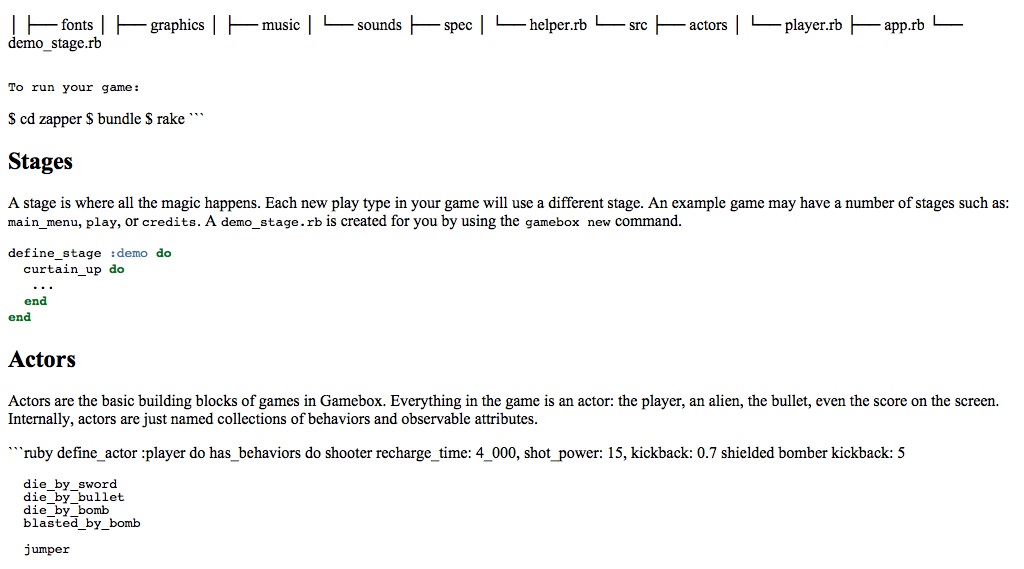 │ ├── fonts │ ├── graphics │ ├── music │ └── sounds ├── spec │ └── helper.rb └── src ├── actors │ └── player.rb ├── app.rb └──
demo_stage.rb
To run your game:
$ cd zapper $ bundle $ rake ```
Stages
A stage is where all the magic happens. Each new play type in your game will use a different stage. An example game may have a number of stages such as:
main_menu, play, or credits. A demo_stage.rb is created for you by using the gamebox new command.
define_stage :demo do
  curtain_up do
   ...
  end
end
Actors
Actors are the basic building blocks of games in Gamebox. Everything in the game is an actor: the player, an alien, the bullet, even the score on the screen.
Internally, actors are just named collections of behaviors and observable attributes.
```ruby define_actor :player do has_behaviors do shooter recharge_time: 4_000, shot_power: 15, kickback: 0.7 shielded bomber kickback: 5
  die_by_sword
  die_by_bullet
  die_by_bomb
  blasted_by_bomb
  jumper